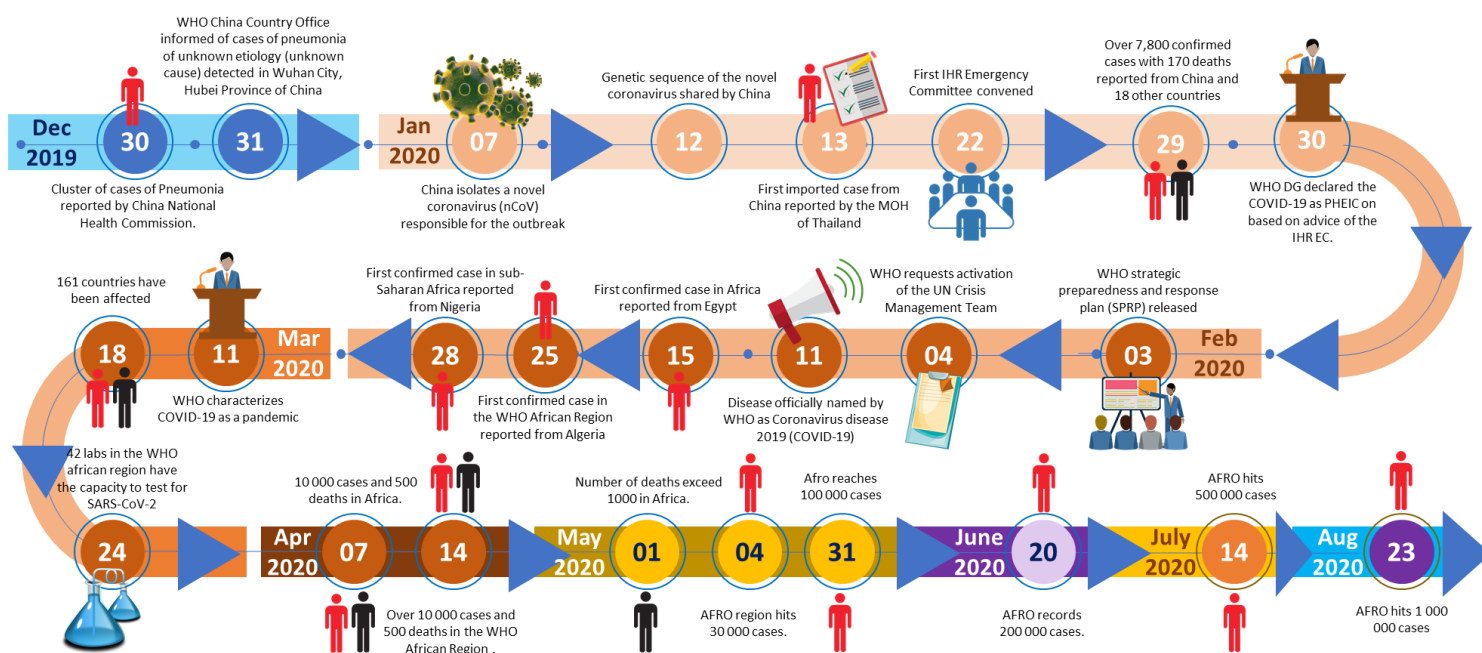 Dec
2019
30
Cluster of cases of Pneumonia
reported by China National
Health Commission.
31
WHO China Country Office
informed of cases of pneumonia
of unknown etiology (unknown
cause) detected in Wuhan City,
Hubei Province of China
Jan
2020
07
China isolates a novel
coronavirus (nCoV)
responsible for the outbreak
12
Genetic sequence of the novel
coronavirus shared by China
13
First imported case from
China reported by the MOH
of Thailand
22
First IHR Emergency
Committee convened
29
Over 7,800 confirmed
cases with 170 deaths
reported from China and
18 other countries
30
WHO DG declared the
COVID-19 as PHEIC on
based on advice of the
IHR EC.
Feb
2020
03
WHO strategic
preparedness and response
plan (SPRP) released
04
WHO requests activation
of the UN Crisis
Management Team
11
Disease officially named by
WHO as Coronavirus disease
2019 (COVID-19)
15
First confirmed case in Africa
reported from Egypt
25
First confirmed case in
the WHO African Region
reported from Algeria
28
First confirmed case in sub-
Saharan Africa reported
from Nigeria
Mar
2020
11
WHO characterizes
COVID-19 as a pandemic
18
161 countries have
been affected
24
42 labs in the WHO
african region have
the capacity to test for
SARS-CoV-2
Apr
2020
07
10 000 cases and 500
deaths in Africa.
14
Over 10 000 cases and
500 deaths in the WHO
African Region .
May
2020
01
Number of deaths exceed
1000 in Africa.
04
AFRO region hits
30 000 cases.
31
Afro reaches
100 000 cases
June
2020
20
AFRO records
200 000 cases.
July
2020
14
AFRO hits
500 000 cases
Aug
2020
23
AFRO hits 1 000
000 cases